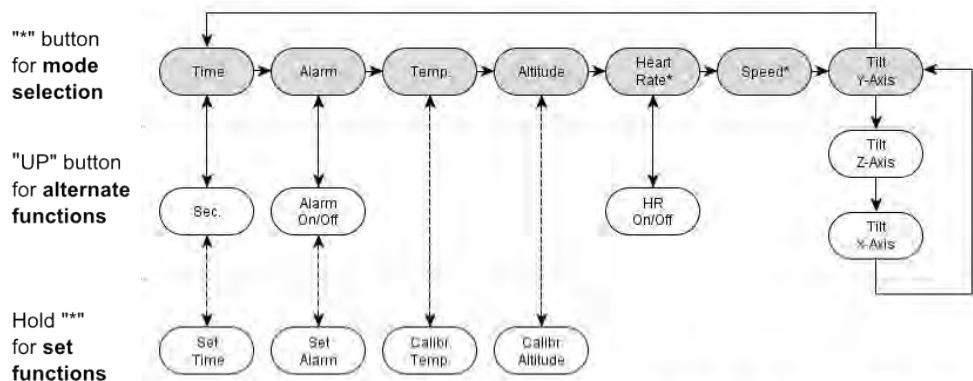 "*" button
for mode
selection
Time
Alarm
Temp.
Altitude
Heart
Rate*
Speed*
Tilt
Y-Axis
"UP" button
for alternate
functions
Sec.
Alarm
On/Off
HR
On/Off
Tilt
Z-Axis
Tilt
X-Axis
Hold "*"
for set
functions
Set
Time
Set
Alarm
Calibr.
Temp.
Calibr.
Altitude